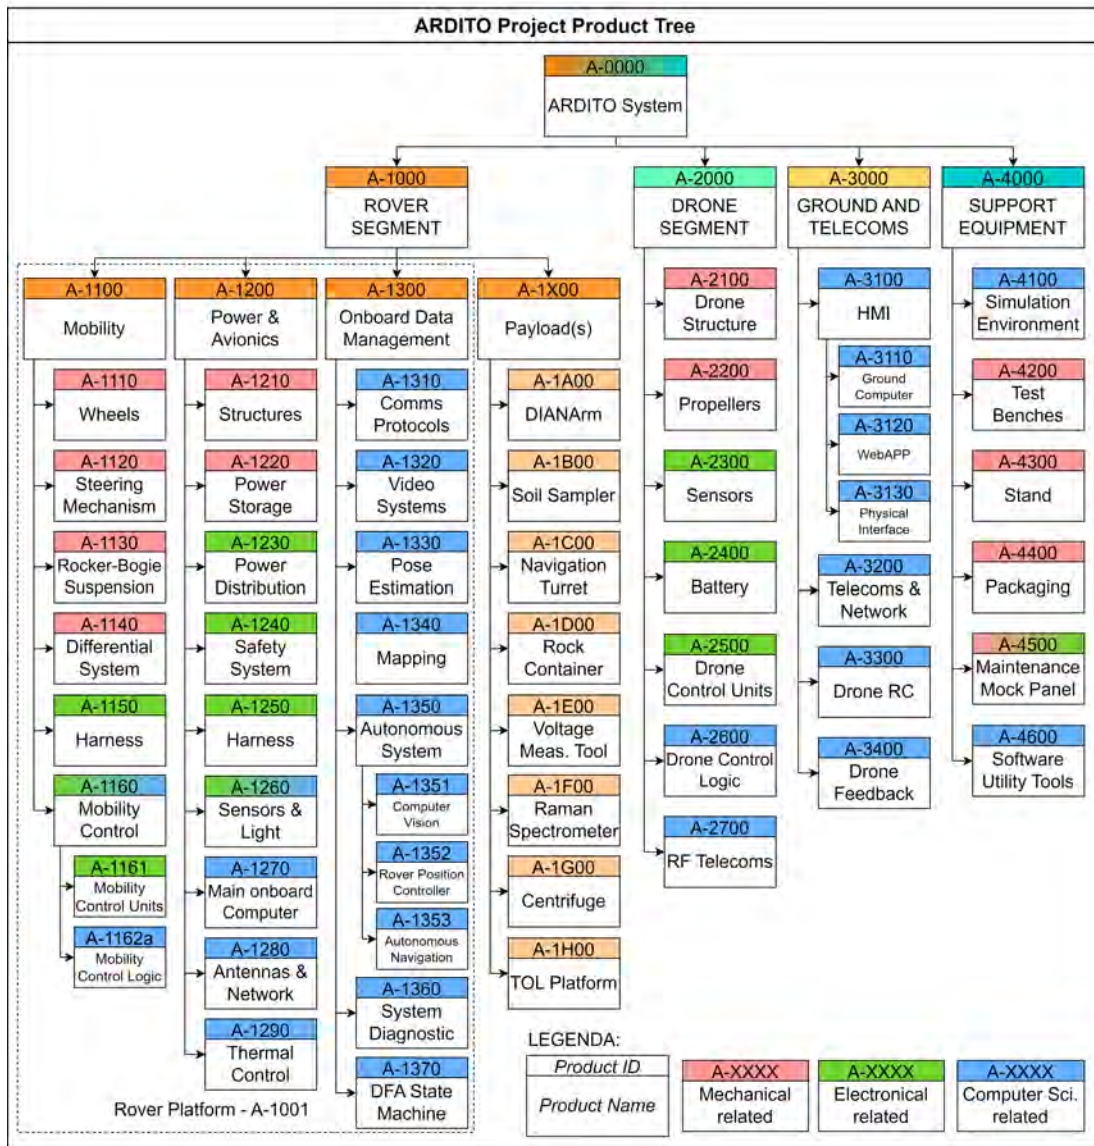 ARDITO Project Product Tree
A-0000
ARDITO System
A-1000
ROVER
SEGMENT
A-2000
DRONE
SEGMENT
A-3000
GROUND AND
TELECOMS
A-4000
SUPPORT
EQUIPMENT
A-1100
Mobility
A-1110
Wheels
A-1120
Steering
Mechanism
A-1130
Rocker-Bogie
Suspension
A-1140
Differential
System
A-1150
Harness
A-1160
Mobility
Control
A-1161
Mobility
Control Units
A-1162a
Mobility
Control Logic
A-1200
Power &
Avionics
A-1210
Structures
A-1220
Power
Storage
A-1230
Power
Distribution
A-1240
Safety
System
A-1250
Harness
A-1260
Sensors &
Light
A-1270
Main onboard
Computer
A-1280
Antennas &
Network
A-1290
Thermal
Control
A-1300
Onboard Data
Management
A-1310
Comms
Protocols
A-1320
Video
Systems
A-1330
Pose
Estimation
A-1340
Mapping
A-1350
Autonomous
System
A-1351
Computer
Vision
A-1352
Rover Position
Controller
A-1353
Autonomous
Navigation
A-1360
System
Diagnostic
A-1370
DFA State
Machine
Rover Platform - A-1001
A-1X00
Payload(s)
A-1A00
DIANArm
A-1B00
Soil Sampler
A-1C00
Navigation
Turret
A-1D00
Rock
Container
A-1E00
Voltage
Meas. Tool
A-1F00
Raman
Spectrometer
A-1G00
Centrifuge
A-1H00
TOL Platform
A-2100
Drone
Structure
A-2200
Propellers
A-2300
Sensors
A-2400
Battery
A-2500
Drone
Control Units
A-2600
Drone Control
Logic
A-2700
RF Telecoms
A-3100
HMI
A-3110
Ground
Computer
A-3120
WebAPP
A-3130
Physical
Interface
A-3200
Telecoms &
Network
A-3300
Drone RC
A-3400
Drone
Feedback
A-4100
Simulation
Environment
A-4200
Test
Benches
A-4300
Stand
A-4400
Packaging
A-4500
Maintenance
Mock Panel
A-4600
Software
Utility Tools
LEGENDA:
Product ID
Product Name
A-XXXX
Mechanical
related
A-XXXX
Electronical
related
A-XXXX
Computer Sci.
related